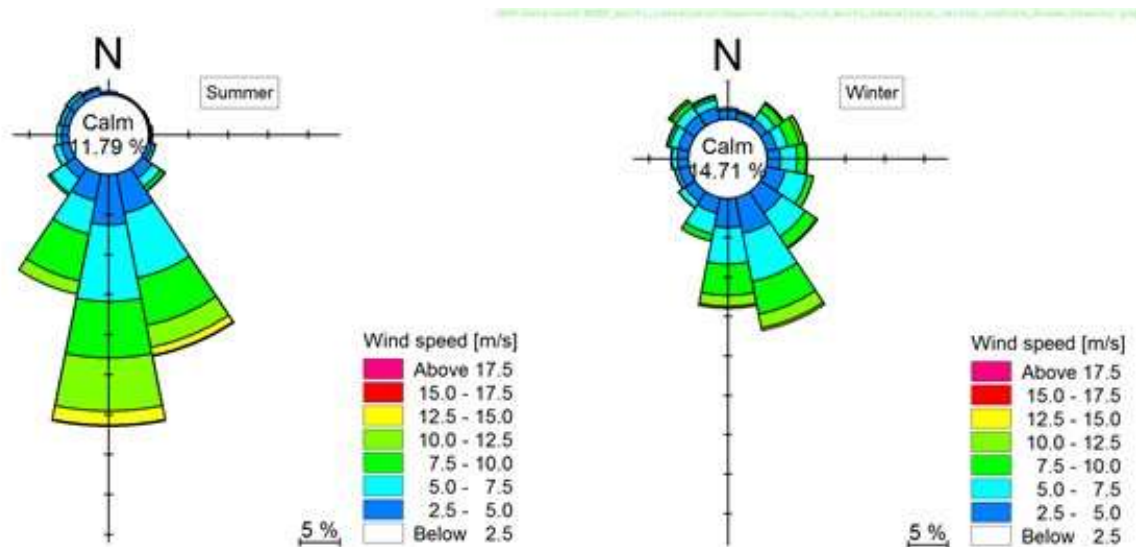 N
Summer
Calm
11.79 %
Wind speed [m/s]
Above 17.5
15.0 - 17.5
12.5 - 15.0
10.0 - 12.5
7.5 - 10.0
5.0 - 7.5
2.5 - 5.0
Below 2.5
5 %
N
Winter
Calm
14.71 %
Wind speed [m/s]
Above 17.5
15.0 - 17.5
12.5 - 15.0
10.0 - 12.5
7.5 - 10.0
5.0 - 7.5
2.5 - 5.0
Below 2.5
5 %